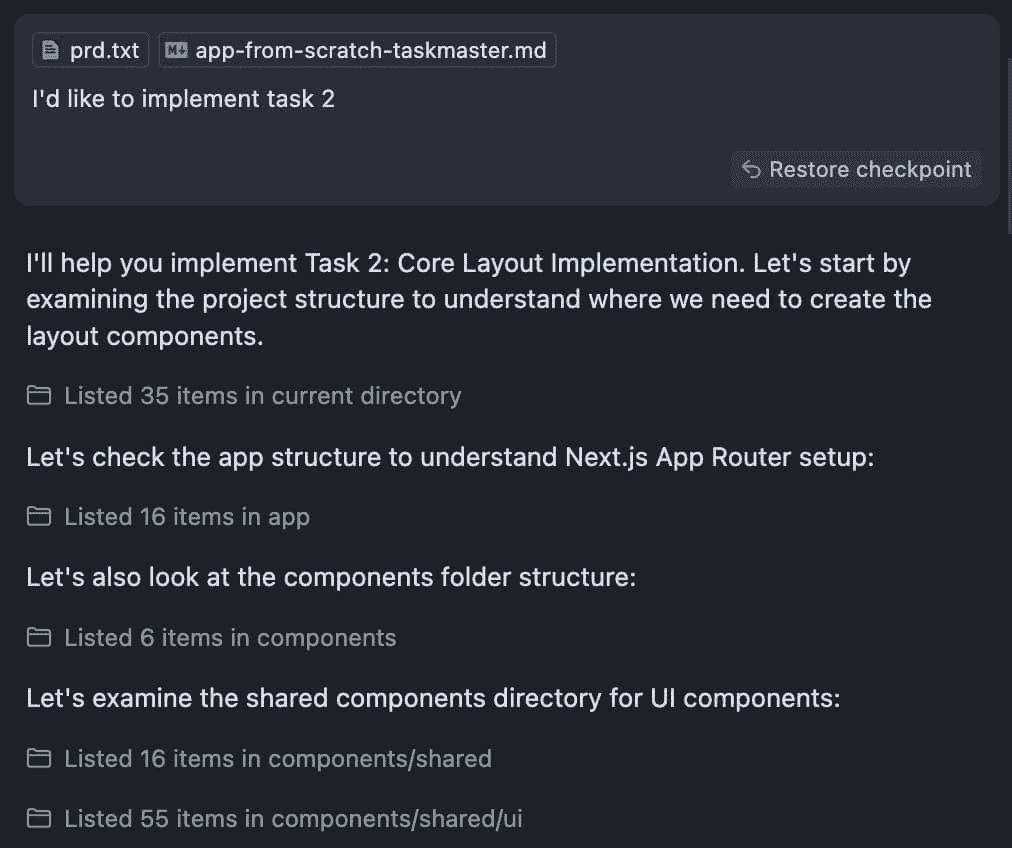 prd.txt app-from-scratch-taskmaster.md
I'd like to implement task 2
Restore checkpoint
I'll help you implement Task 2: Core Layout Implementation. Let's start by
examining the project structure to understand where we need to create the
layout components.
Listed 35 items in current directory
Let's check the app structure to understand Next.js App Router setup:
Listed 16 items in app
Let's also look at the components folder structure:
Listed 6 items in components
Let's examine the shared components directory for UI components:
Listed 16 items in components/shared
Listed 55 items in components/shared/ui